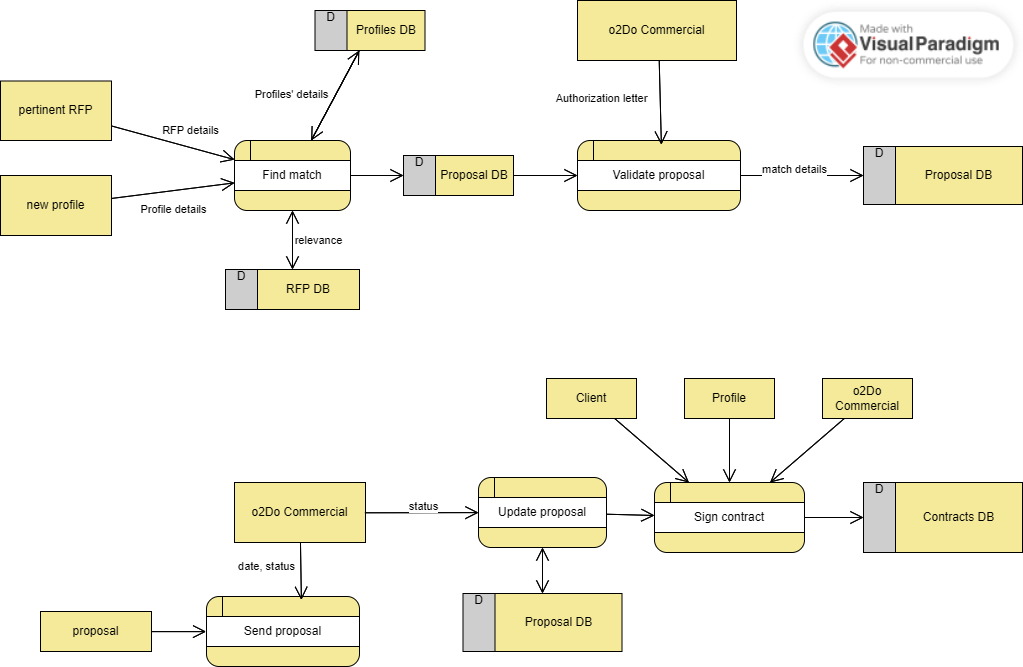 D
Profiles DB
o2Do Commercial
Made with
Visual Paradigm
For non-commercial use
pertinent RFP
Profiles' details
Authorization letter
RFP details
Find match
D
Proposal DB
Validate proposal
match details
D
Proposal DB
new profile
Profile details
relevance
D
RFP DB
Client
Profile
o2Do
Commercial
o2Do Commercial
status
Update proposal
Sign contract
D
Contracts DB
date, status
proposal
Send proposal
D
Proposal DB